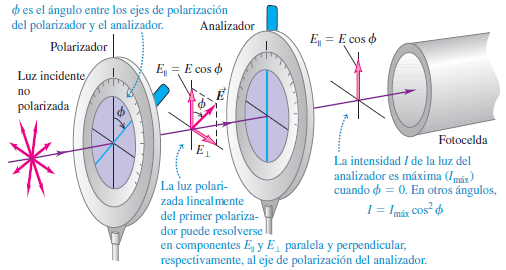 ϕ es el ángulo entre los ejes de polarización
del polarizador y el analizador.
Analizador
Polarizador
E∥ = E cos ϕ
E∥ = E cos ϕ
Luz incidente
no
polarizada
ϕ
ϕ
E⃗
E⊥
Fotocelda
La luz polari-
zada linealmente
del primer polariza-
dor puede resolverse
en componentes E∥ y E⊥ paralela y perpendicular,
respectivamente, al eje de polarización del analizador.
La intensidad I de la luz del
analizador es máxima (Imáx)
cuando ϕ = 0. En otros ángulos,
I = Imáx cos² ϕ